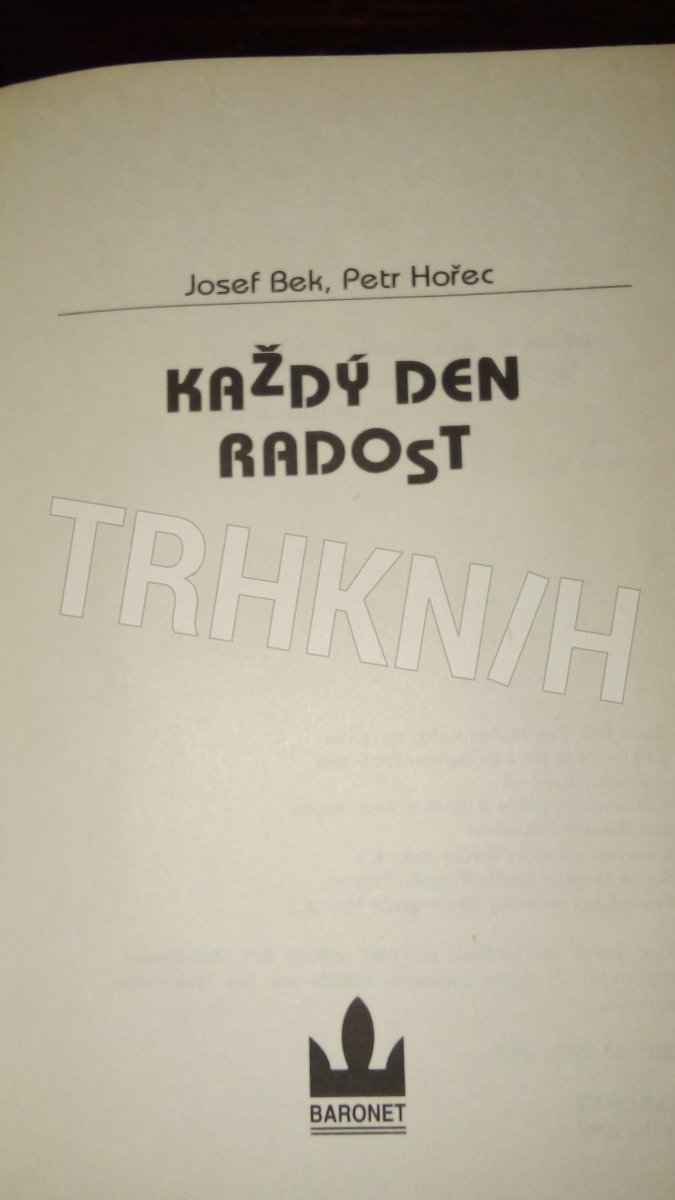 Josef Bek, Petr Hořec
KAŽDÝ DEN
RADOST
TRHKN/H
BARONET